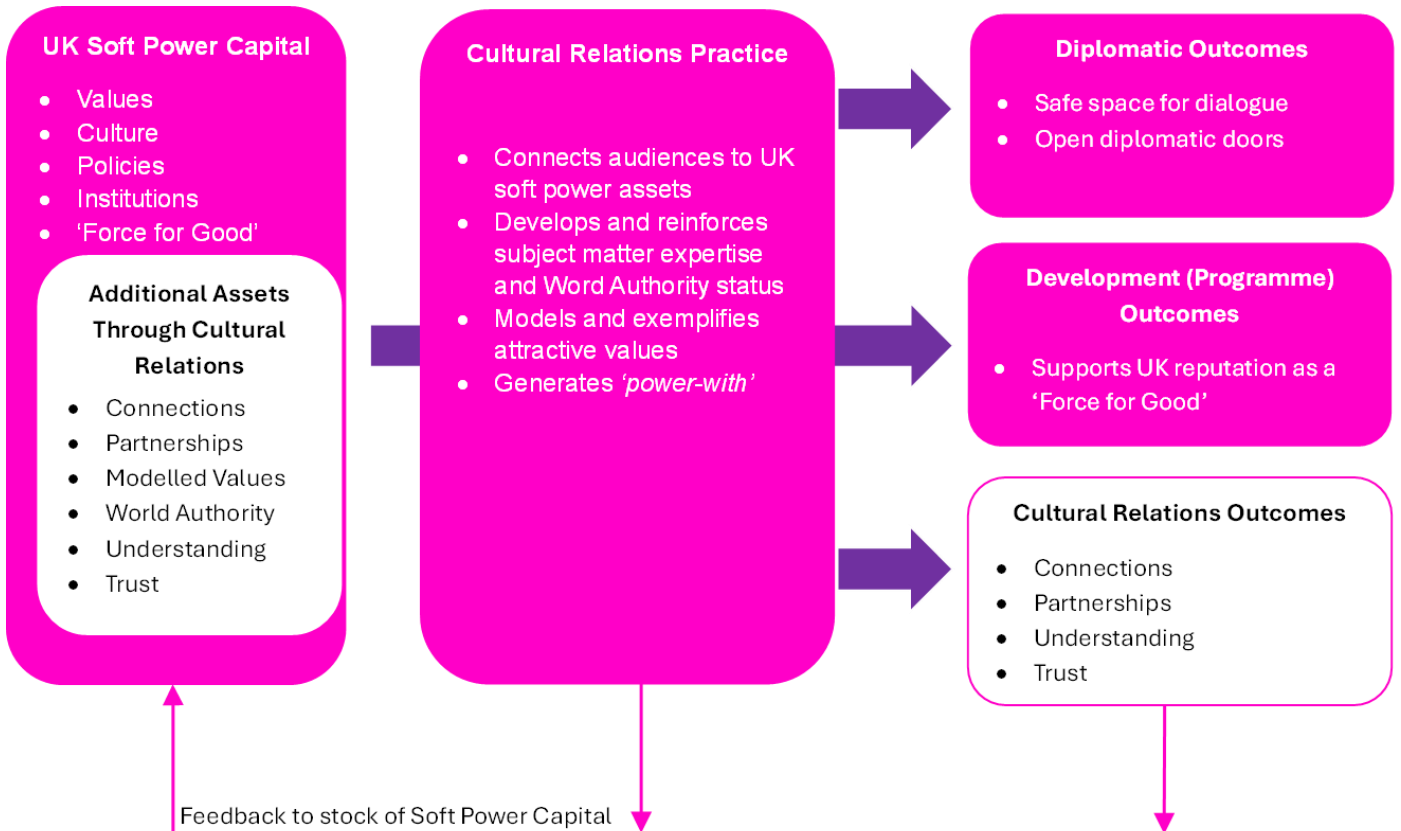 UK Soft Power Capital
• Values
• Culture
• Policies
• Institutions
• ‘Force for Good’
Additional Assets
Through Cultural
Relations
• Connections
• Partnerships
• Modelled Values
• World Authority
• Understanding
• Trust
Cultural Relations Practice
• Connects audiences to UK
soft power assets
• Develops and reinforces
subject matter expertise
and Word Authority status
• Models and exemplifies
attractive values
• Generates ‘power-with’
Diplomatic Outcomes
• Safe space for dialogue
• Open diplomatic doors
Development (Programme)
Outcomes
• Supports UK reputation as a
‘Force for Good’
Cultural Relations Outcomes
• Connections
• Partnerships
• Understanding
• Trust
Feedback to stock of Soft Power Capital